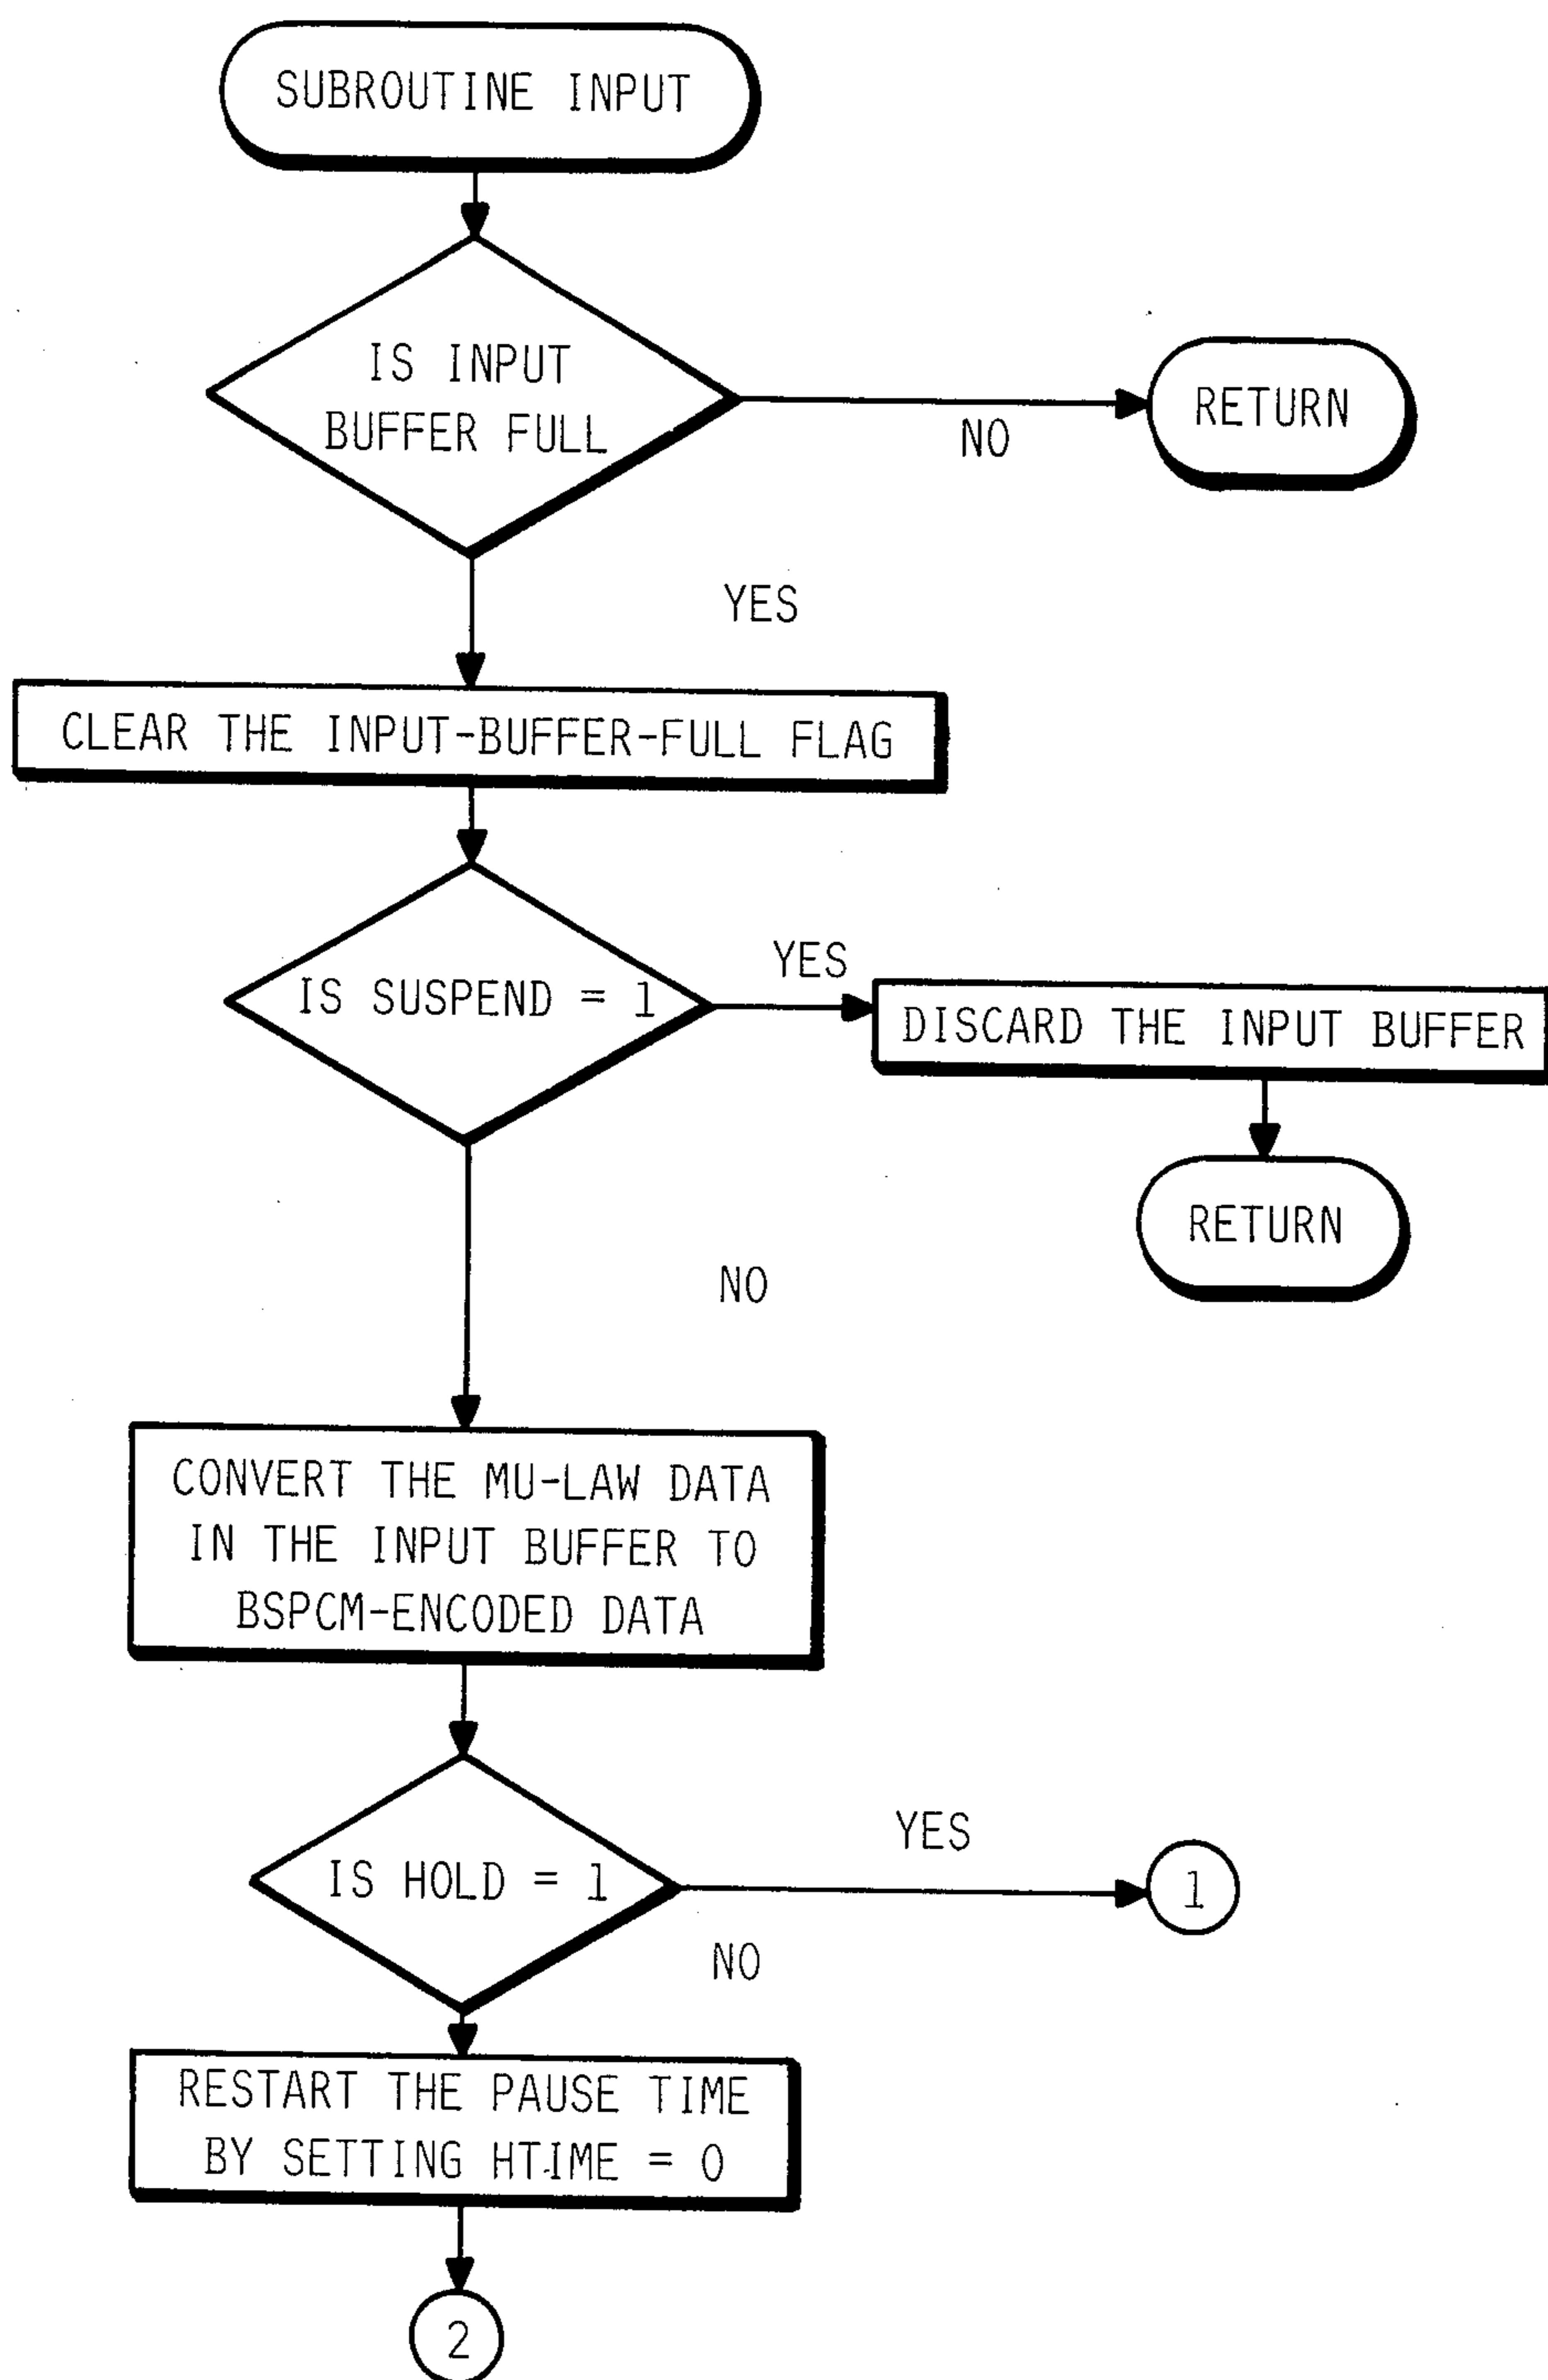 SUBROUTINE INPUT
IS INPUT
BUFFER FULL
NO
RETURN
YES
CLEAR THE INPUT-BUFFER-FULL FLAG
IS SUSPEND = 1
YES
DISCARD THE INPUT BUFFER
RETURN
NO
CONVERT THE MU-LAW DATA
IN THE INPUT BUFFER TO
BSPCM-ENCODED DATA
IS HOLD = 1
YES
1
NO
RESTART THE PAUSE TIME
BY SETTING HTIME = 0
2